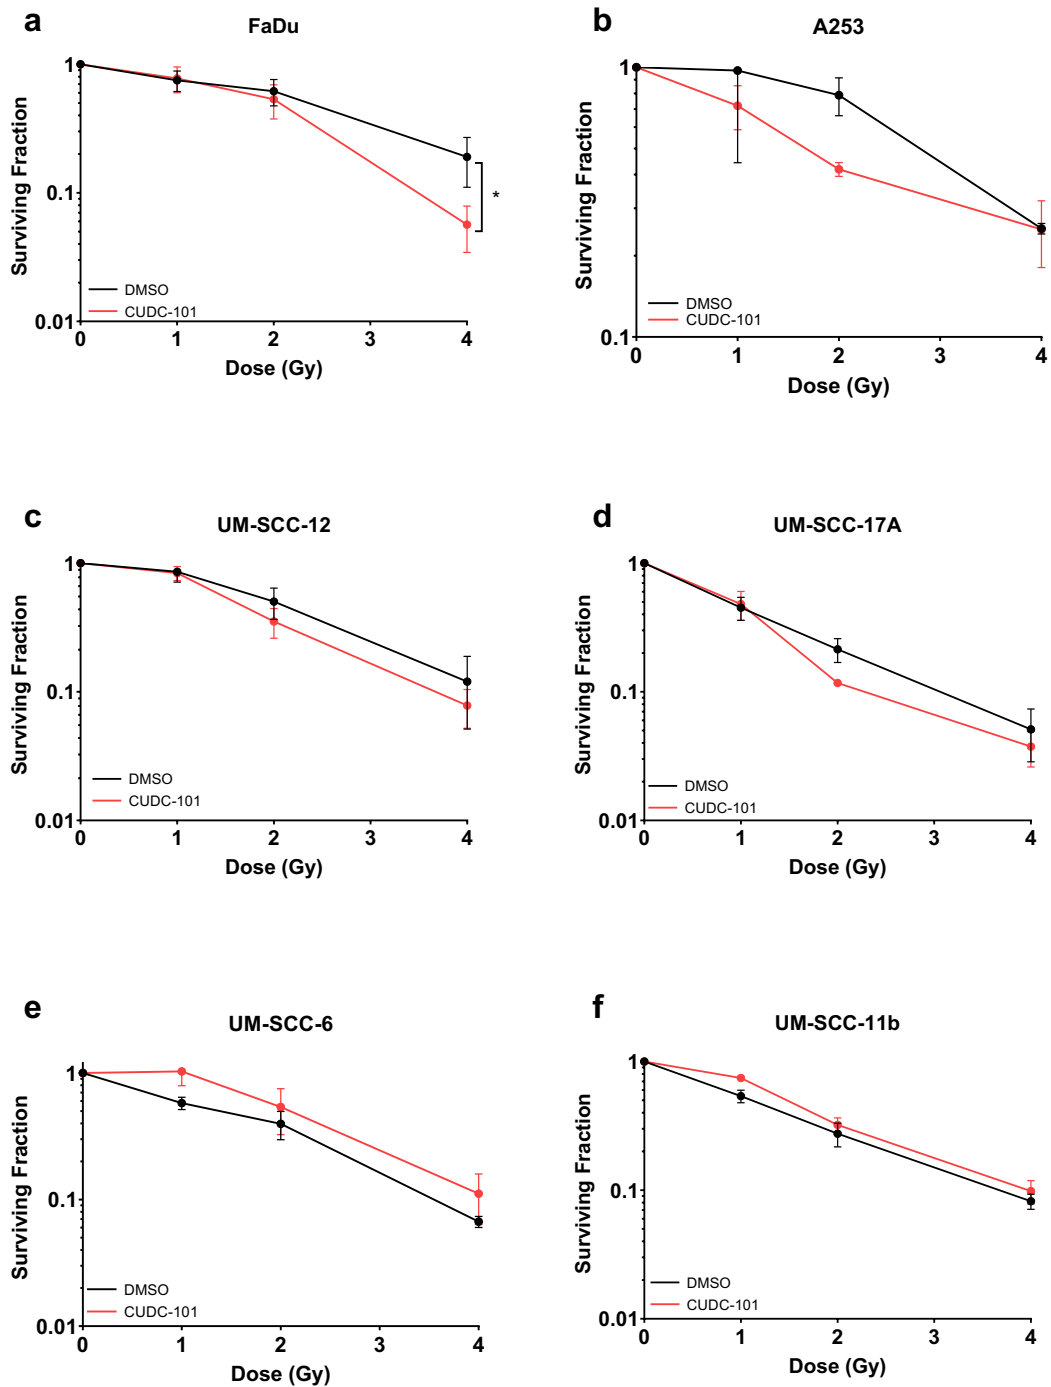 a
FaDu
1
0.1
0.01
Surviving Fraction
*
DMSO
CUDC-101
0 1 2 3 4
Dose (Gy)
b
A253
1
0.1
Surviving Fraction
DMSO
CUDC-101
0 1 2 3 4
Dose (Gy)
c
UM-SCC-12
1
0.1
0.01
Surviving Fraction
DMSO
CUDC-101
0 1 2 3 4
Dose (Gy)
d
UM-SCC-17A
1
0.1
0.01
Surviving Fraction
DMSO
CUDC-101
0 1 2 3 4
Dose (Gy)
e
UM-SCC-6
1
0.1
0.01
Surviving Fraction
DMSO
CUDC-101
0 1 2 3 4
Dose (Gy)
f
UM-SCC-11b
1
0.1
0.01
Surviving Fraction
DMSO
CUDC-101
0 1 2 3 4
Dose (Gy)